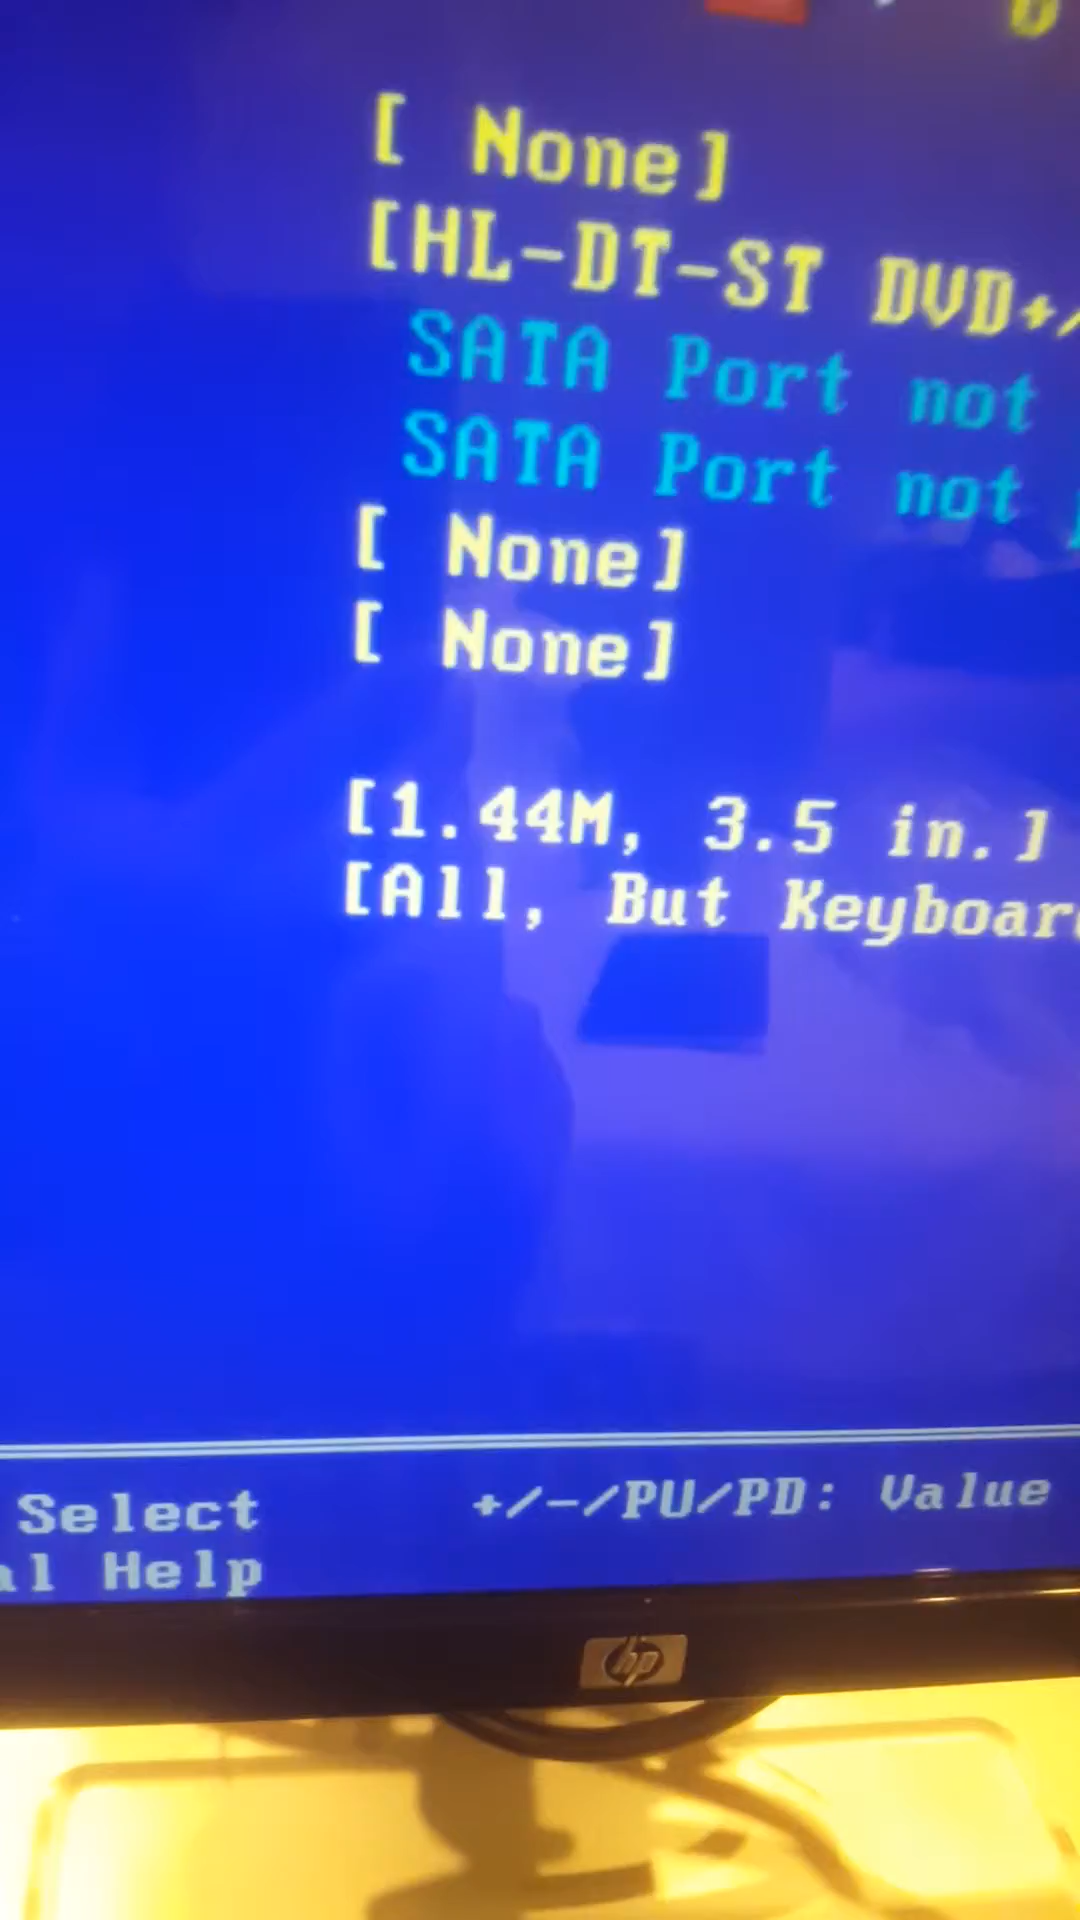 [ None]
[HL-DT-ST DVD+/
SATA Port not
SATA Port not
[ None]
[ None]
[1.44M, 3.5 in.]
[All, But Keyboar
Select
+/-/PU/PD: Value
al Help
hp